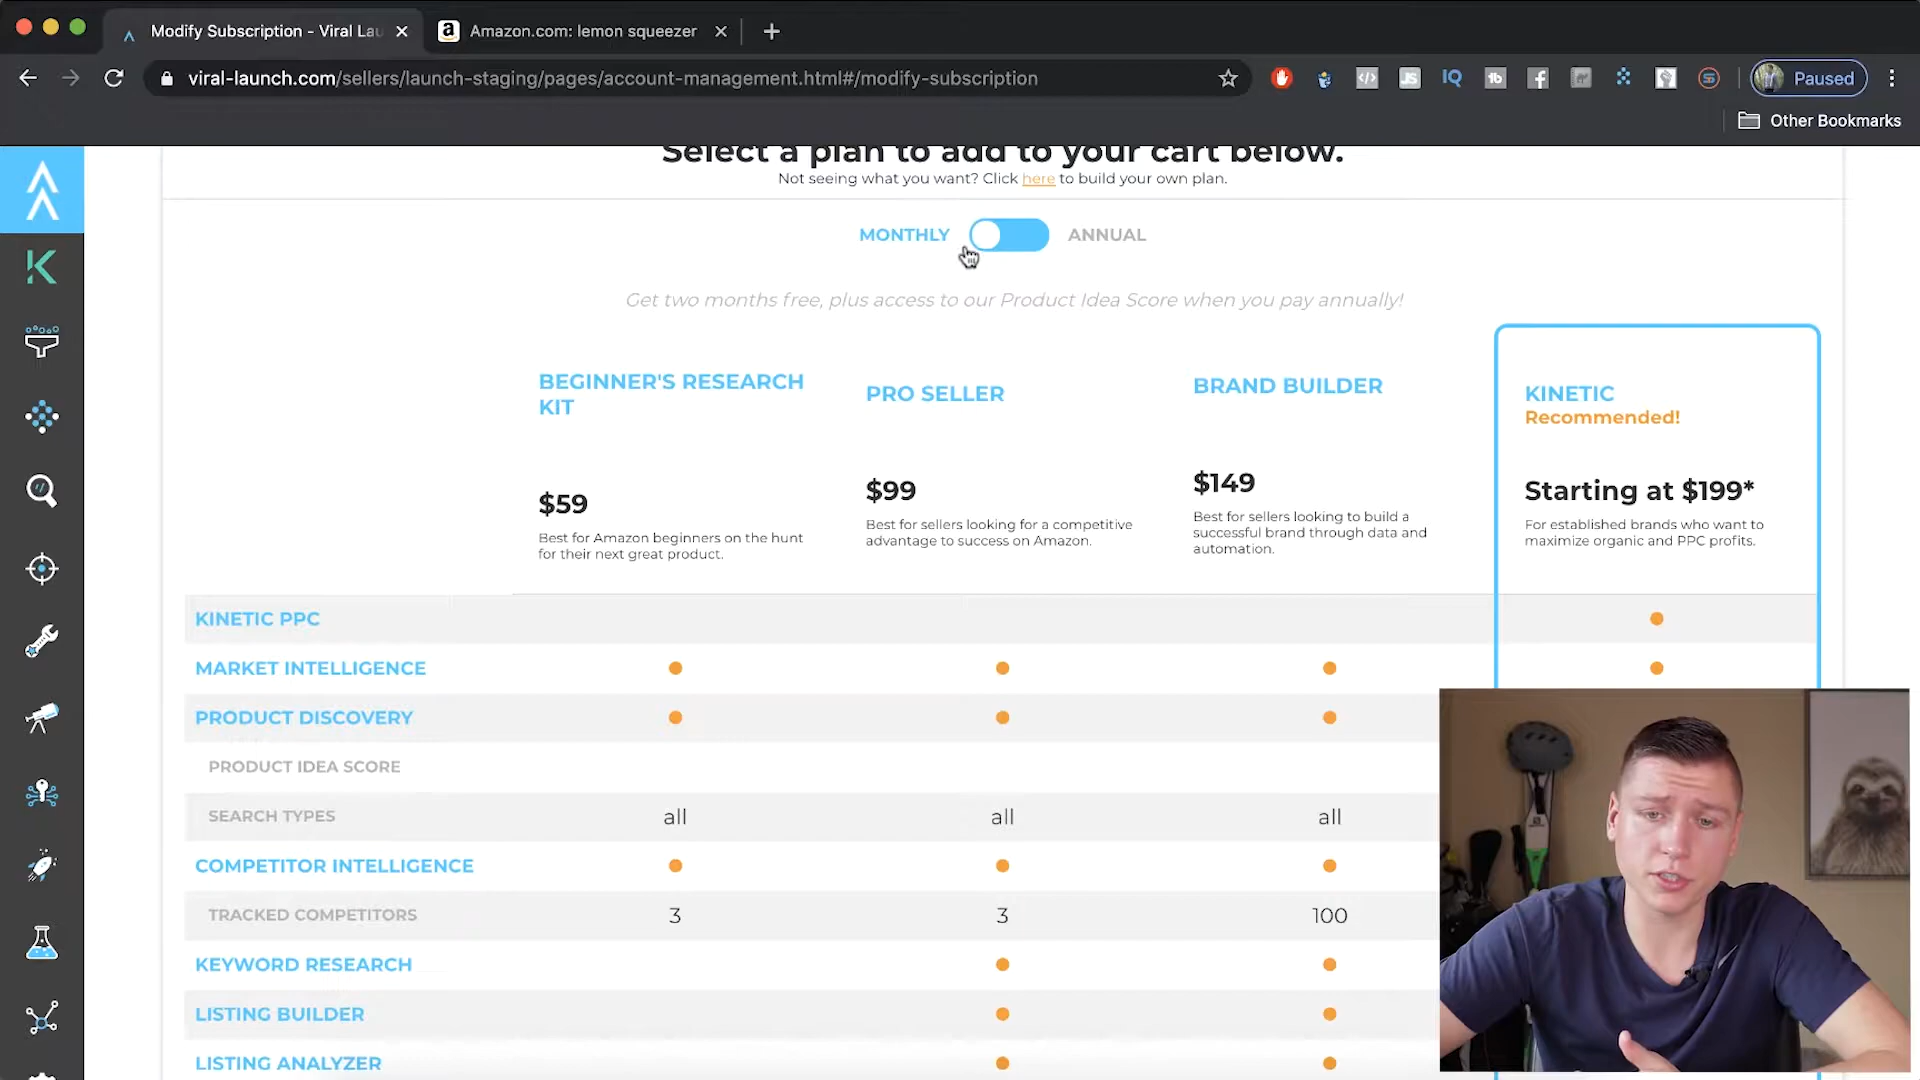 Modify Subscription - Viral Lau
Amazon.com: lemon squeezer
viral-launch.com/sellers/launch-staging/pages/account-management.html#/modify-subscription
Paused
Other Bookmarks
Select a plan to add to your cart below.
Not seeing what you want? Click here to build your own plan.
MONTHLY
ANNUAL
Get two months free, plus access to our Product Idea Score when you pay annually!
BEGINNER'S RESEARCH
KIT
$59
Best for Amazon beginners on the hunt
for their next great product.
PRO SELLER
$99
Best for sellers looking for a competitive
advantage to success on Amazon.
BRAND BUILDER
$149
Best for sellers looking to build a
successful brand through data and
automation.
KINETIC
Recommended!
Starting at $199*
For established brands who want to
maximize organic and PPC profits.
KINETIC PPC
MARKET INTELLIGENCE
PRODUCT DISCOVERY
PRODUCT IDEA SCORE
SEARCH TYPES all all all
COMPETITOR INTELLIGENCE
TRACKED COMPETITORS 3 3 100
KEYWORD RESEARCH
LISTING BUILDER
LISTING ANALYZER